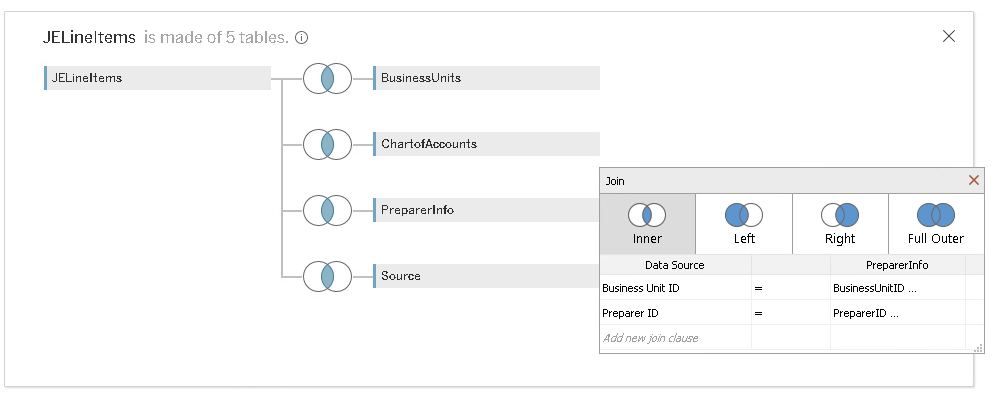 JELineItems is made of 5 tables.
JELineItems
BusinessUnits
ChartofAccounts
PreparerInfo
Source
Join
Inner Left Right Full Outer
Data Source PreparerInfo
Business Unit ID = BusinessUnitID ...
Preparer ID = PreparerID ...
Add new join clause